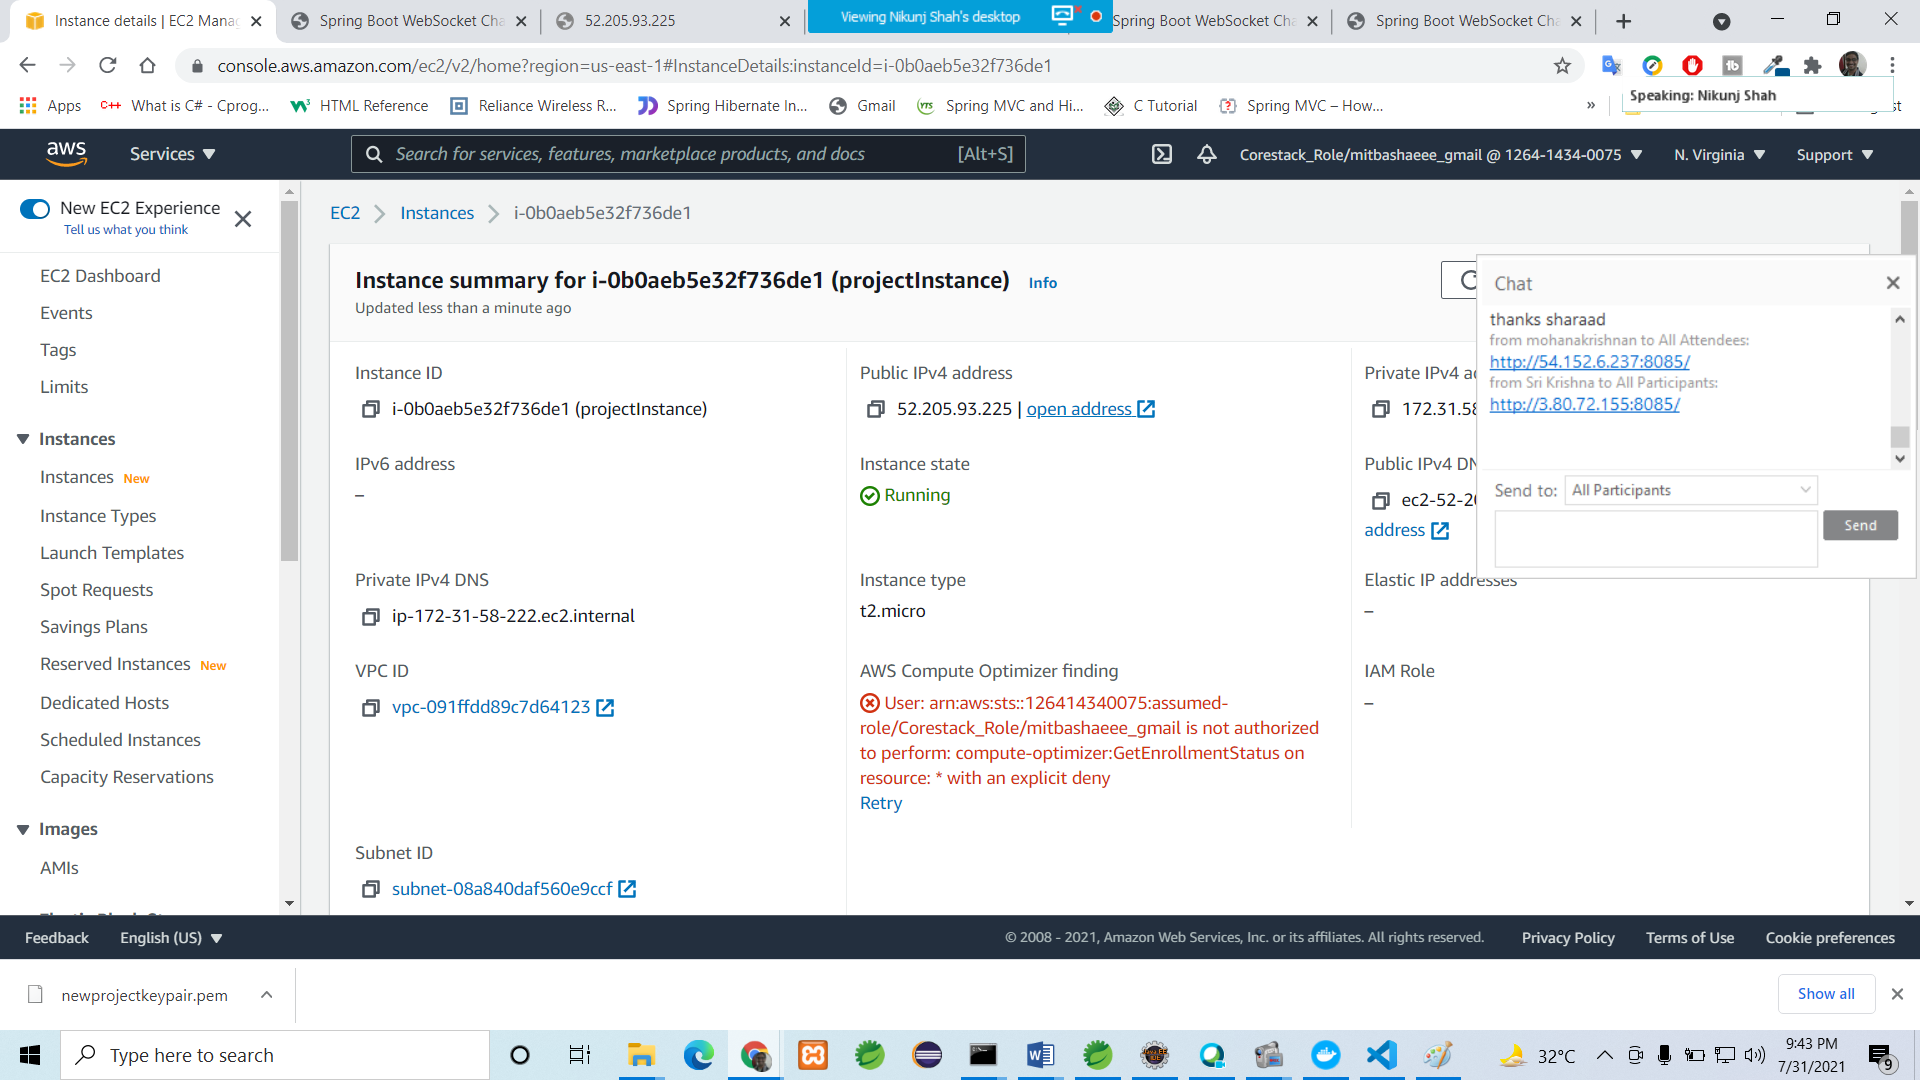 Instance details | EC2 Mana
Spring Boot WebSocket Cha
52.205.93.225
Viewing Nikunj Shah's desktop
Spring Boot WebSocket Cha
Spring Boot WebSocket Cha
console.aws.amazon.com/ec2/v2/home?region=us-east-1#InstanceDetails:instanceId=i-0b0aeb5e32f736de1
Speaking: Nikunj Shah
Apps
What is C# - Cprog...
HTML Reference
Reliance Wireless R...
Spring Hibernate In...
Gmail
Spring MVC and Hi...
C Tutorial
Spring MVC – How...
»
aws
Services
Search for services, features, marketplace products, and docs
[Alt+S]
Corestack_Role/mitbashaeee_gmail @ 1264-1434-0075
N. Virginia
Support
New EC2 Experience
Tell us what you think
EC2 Dashboard
Events
Tags
Limits
Instances
Instances New
Instance Types
Launch Templates
Spot Requests
Savings Plans
Reserved Instances New
Dedicated Hosts
Scheduled Instances
Capacity Reservations
Images
AMIs
EC2 > Instances > i-0b0aeb5e32f736de1
Instance summary for i-0b0aeb5e32f736de1 (projectInstance) Info
Updated less than a minute ago
Instance ID
i-0b0aeb5e32f736de1 (projectInstance)
Public IPv4 address
52.205.93.225 | open address
Private IPv4 a
172.31.58
IPv6 address
–
Instance state
Running
Public IPv4 DN
ec2-52-20
address
Private IPv4 DNS
ip-172-31-58-222.ec2.internal
Instance type
t2.micro
Elastic IP addresses
–
VPC ID
vpc-091ffdd89c7d64123
AWS Compute Optimizer finding
User: arn:aws:sts::126414340075:assumed-
role/Corestack_Role/mitbashaeee_gmail is not authorized
to perform: compute-optimizer:GetEnrollmentStatus on
resource: * with an explicit deny
Retry
IAM Role
–
Subnet ID
subnet-08a840daf560e9ccf
Chat
thanks sharaad
from mohanakrishnan to All Attendees:
http://54.152.6.237:8085/
from Sri Krishna to All Participants:
http://3.80.72.155:8085/
Send to:
All Participants
Send
Feedback
English (US)
© 2008 - 2021, Amazon Web Services, Inc. or its affiliates. All rights reserved.
Privacy Policy
Terms of Use
Cookie preferences
newprojectkeypair.pem
Show all
Type here to search
32°C
9:43 PM
7/31/2021
9